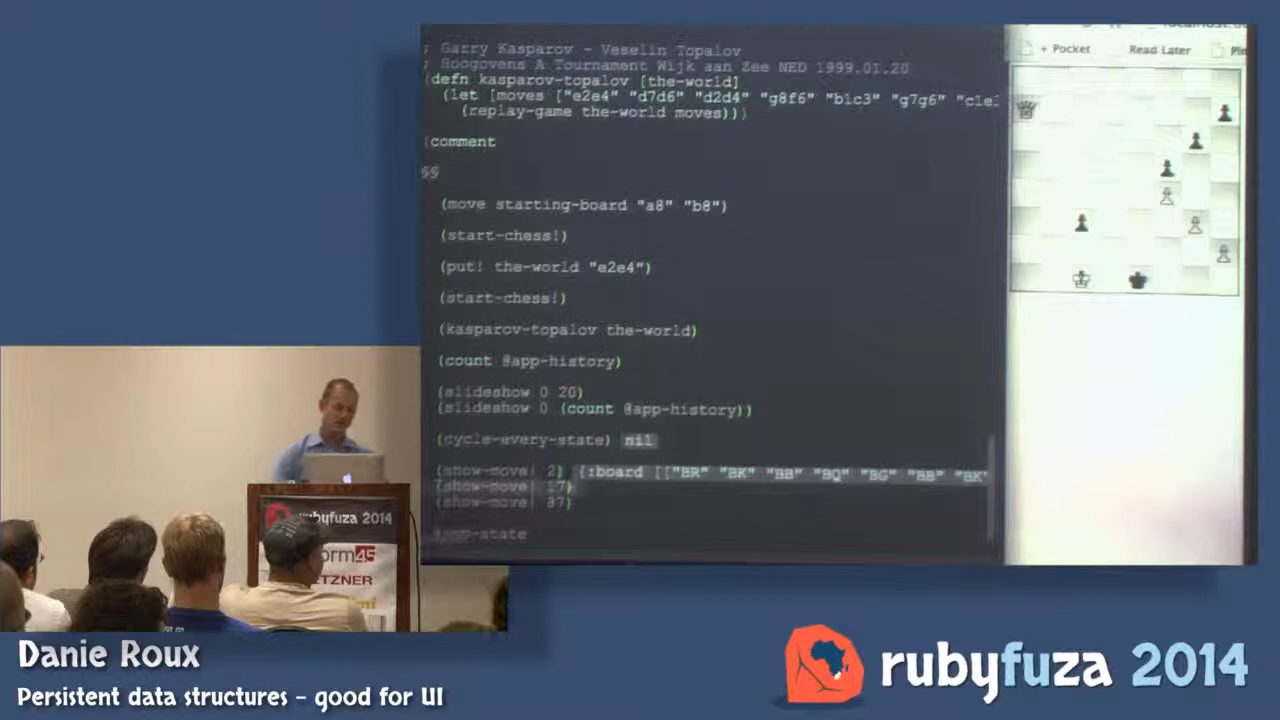 ; Garry Kasparov - Veselin Topalov
; Hoogovens A Tournament Wijk aan Zee NED 1999.01.20
(defn kasparov-topalov [the-world]
(let [moves ["e2e4" "d7d6" "d2d4" "g8f6" "b1c3" "g7g6" "c1e
(replay-game the-world moves)))
(comment
§§
(move starting-board "a8" "b8")
(start-chess!)
(put! the-world "e2e4")
(start-chess!)
(kasparov-topalov the-world)
(count @app-history)
(slideshow 0 20)
(slideshow 0 (count @app-history))
(cycle-every-state) nil
(show-move! 2) {:board [["BR" "BK" "BB" "BQ" "BG" "BB" "BK"
(show-move! 17)
(show-move! 87)
-state
+ Pocket
Read Later
rubyfuza 2014
orm45
ETZNER
Danie Roux
Persistent data structures - good for UI
rubyfuza 2014